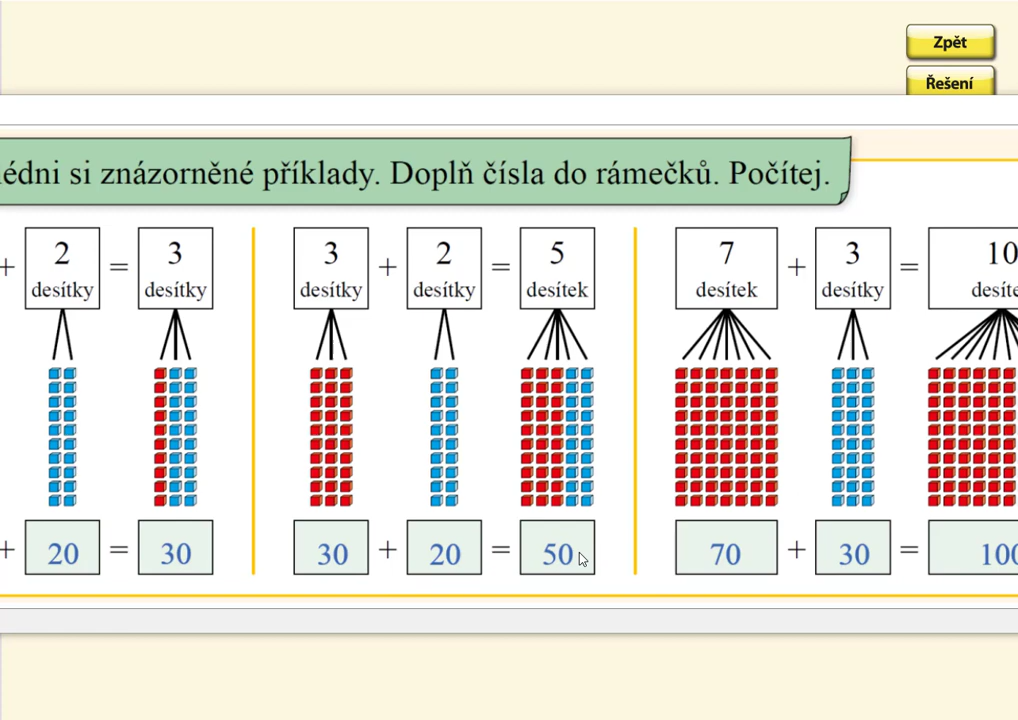 Zpět
Řešení
édni si znázorněné příklady. Doplň čísla do rámečků. Počítej.
+ 2 = 3 3 + 2 = 5 7 + 3 = 10
desítky desítky desítky desítky desítek desítek desítky desíte
+ 20 = 30 30 + 20 = 50 70 + 30 = 100